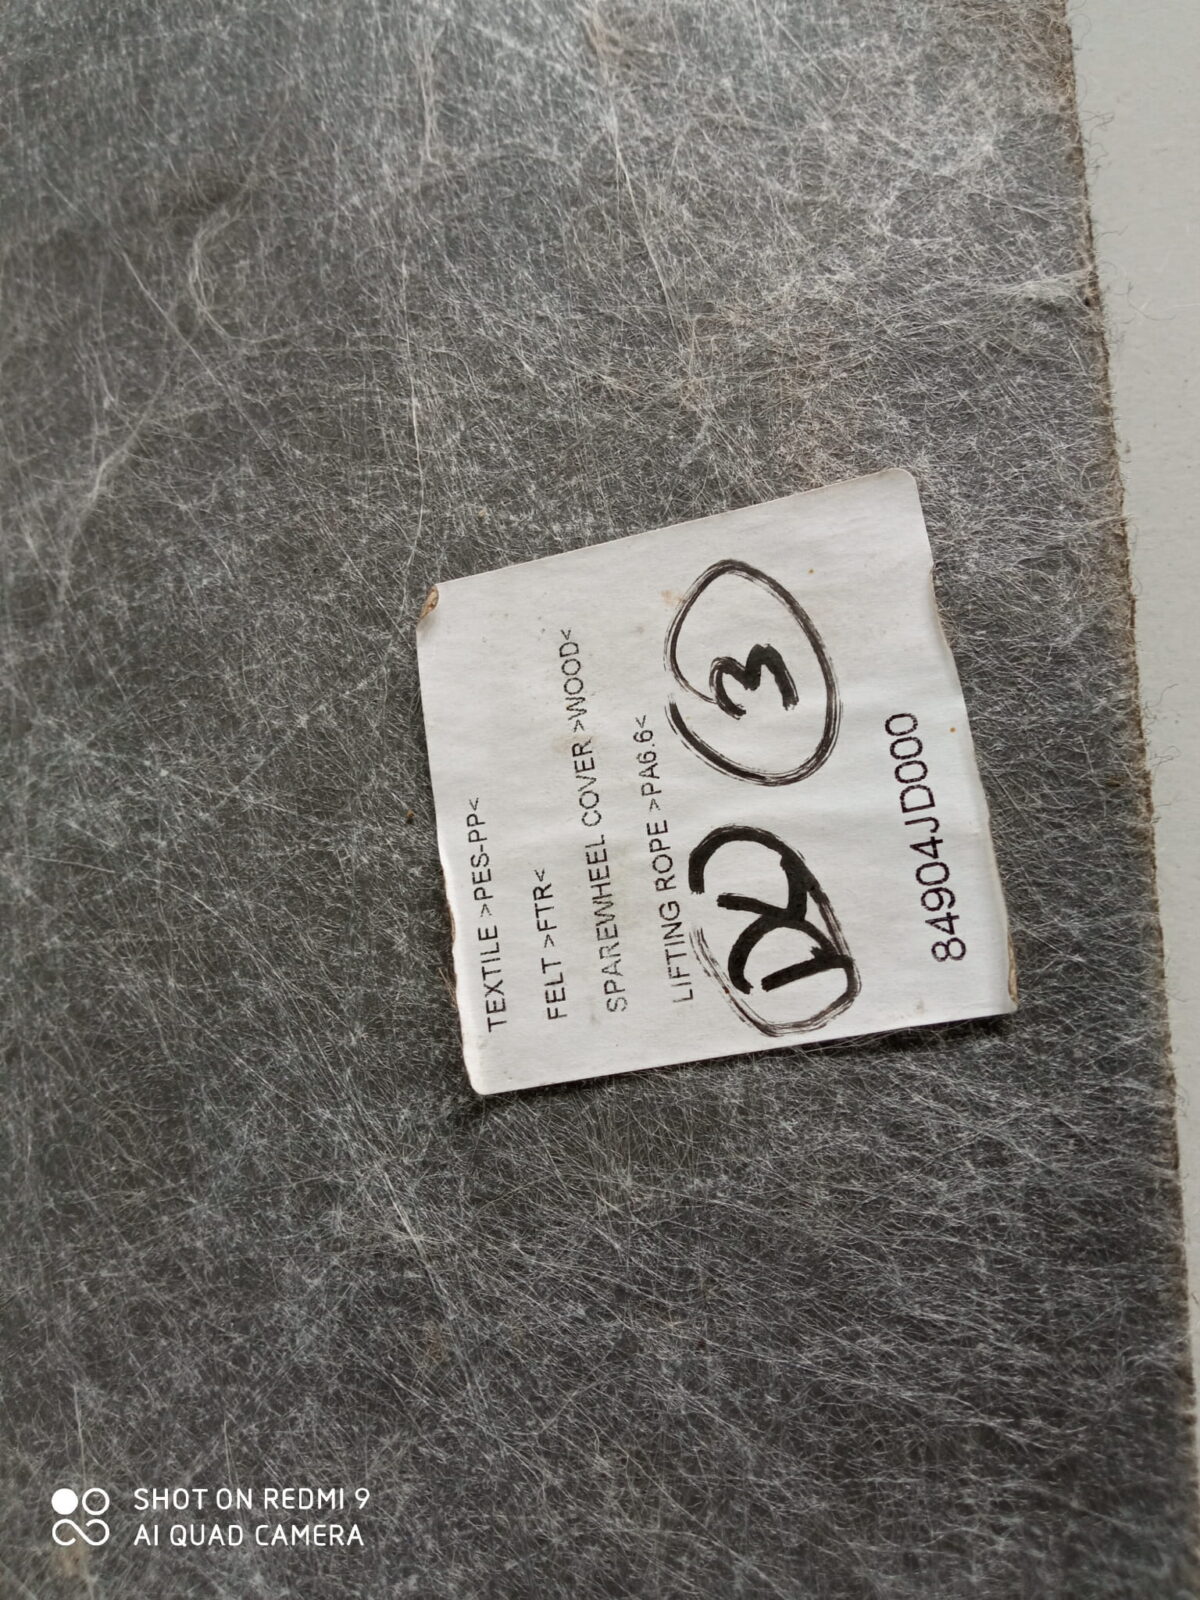 TEXTILE >PES-PP<
FELT >FTR<
SPAREWHEEL COVER >WOOD<
LIFTING ROPE >PA6.6<
3
84904JD000
SHOT ON REDMI 9
AI QUAD CAMERA